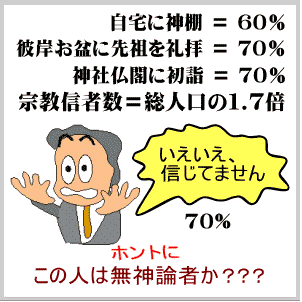 自宅に神棚 = 60%
彼岸お盆に先祖を礼拝 = 70%
神社仏閣に初詣 = 70%
宗教信者数=総人口の1.7倍
いえいえ、
信じてません
70%
ホントに
この人は無神論者か???